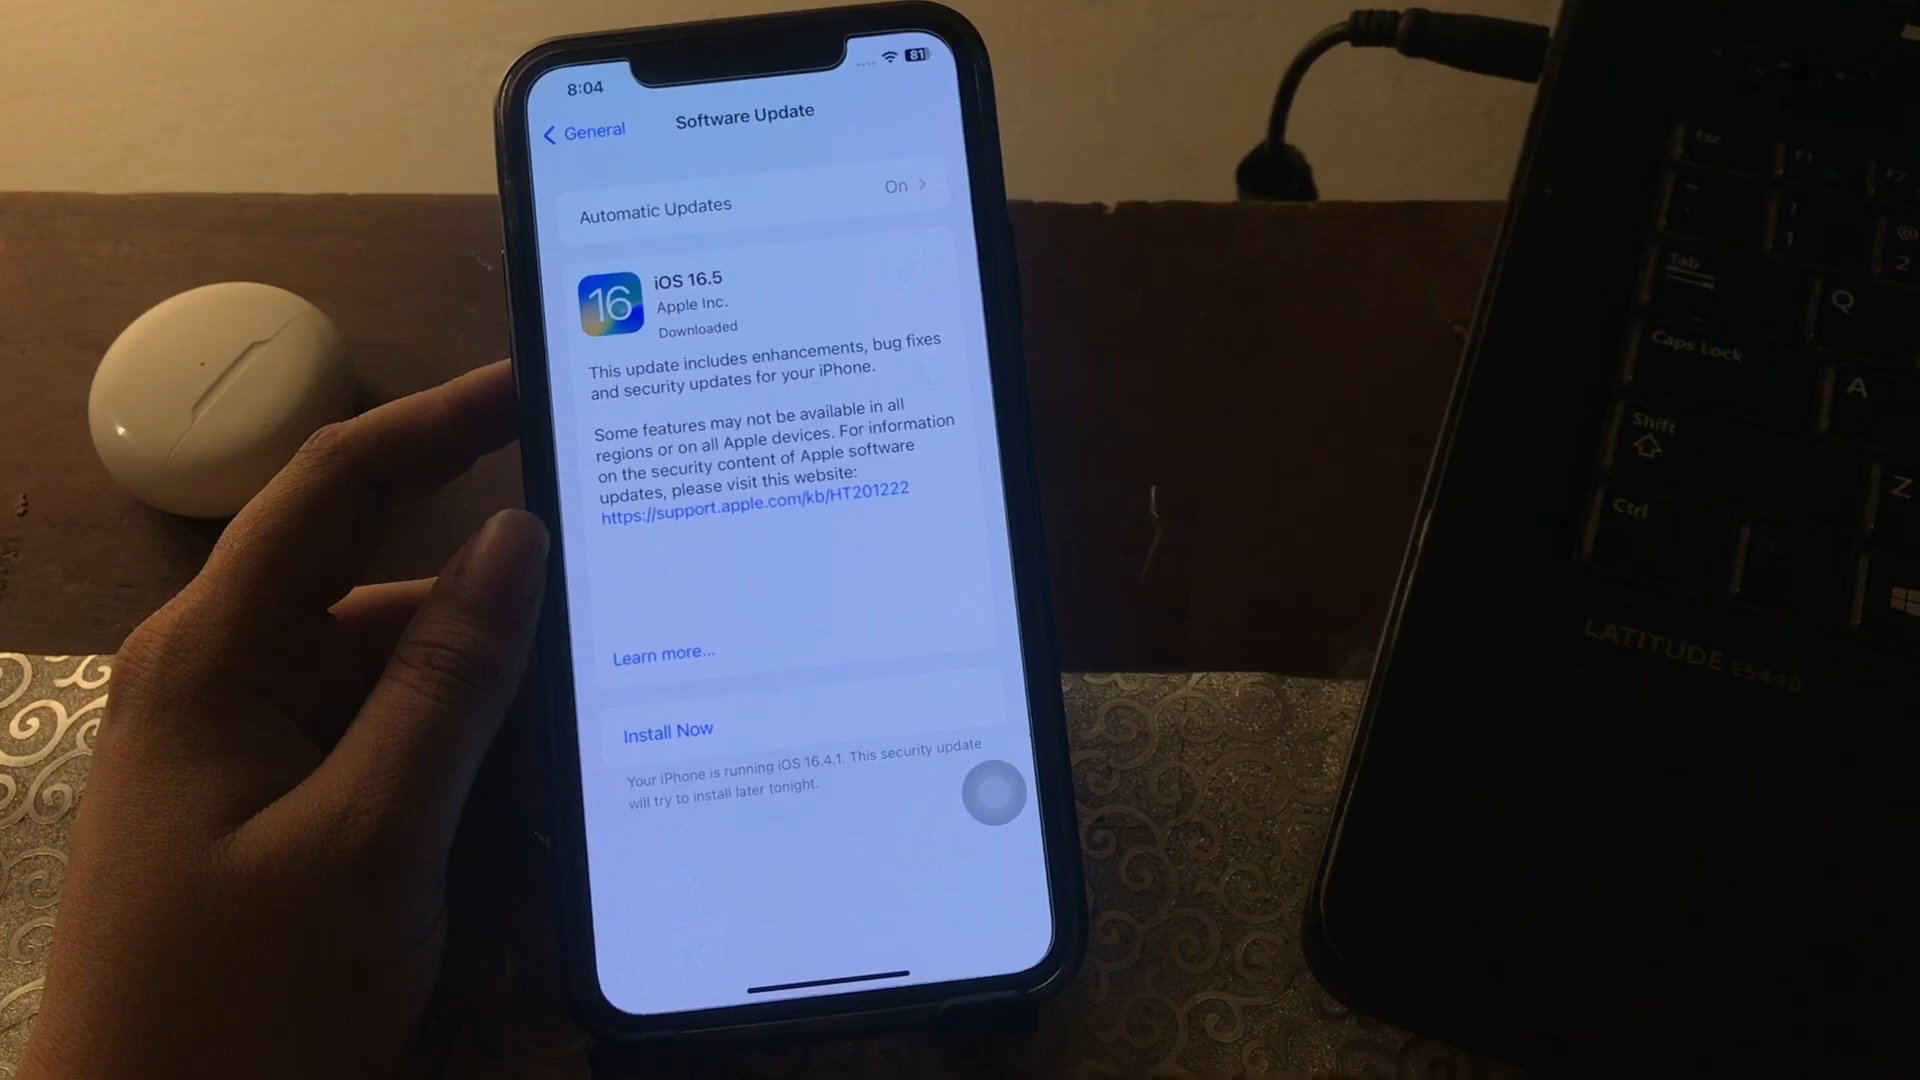 8:04
81
General
Software Update
Automatic Updates
On
16
iOS 16.5
Apple Inc.
Downloaded
This update includes enhancements, bug fixes
and security updates for your iPhone.
Some features may not be available in all
regions or on all Apple devices. For information
on the security content of Apple software
updates, please visit this website:
https://support.apple.com/kb/HT201222
Learn more...
Install Now
Your iPhone is running iOS 16.4.1. This security update
will try to install later tonight.
Esc
F1
F2
1
@
2
Tab
Q
Caps Lock
A
Shift
Z
Ctrl
Fn
LATITUDE E5440